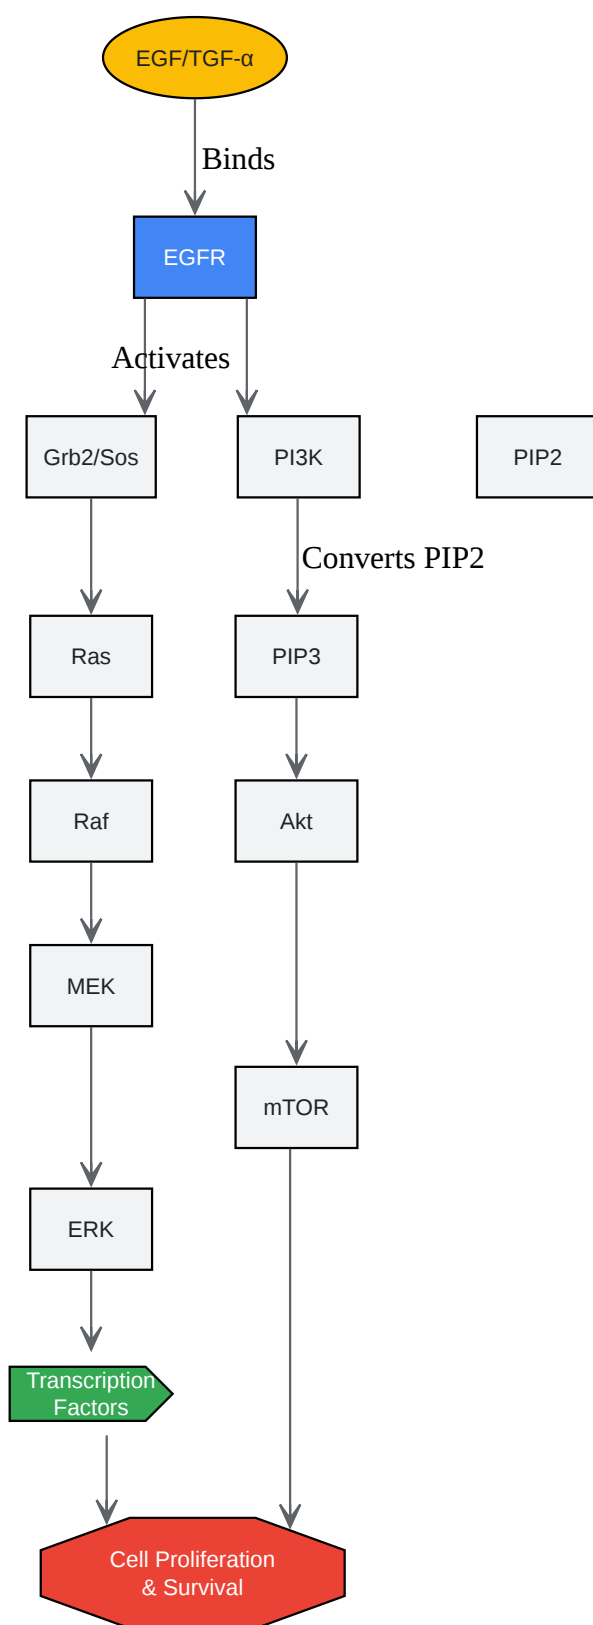 EGF/TGF-α
Binds
EGFR
Activates
Grb2/Sos
PI3K
PIP2
Converts PIP2
Ras
PIP3
Raf
Akt
MEK
mTOR
ERK
Transcription
Factors
Cell Proliferation
& Survival